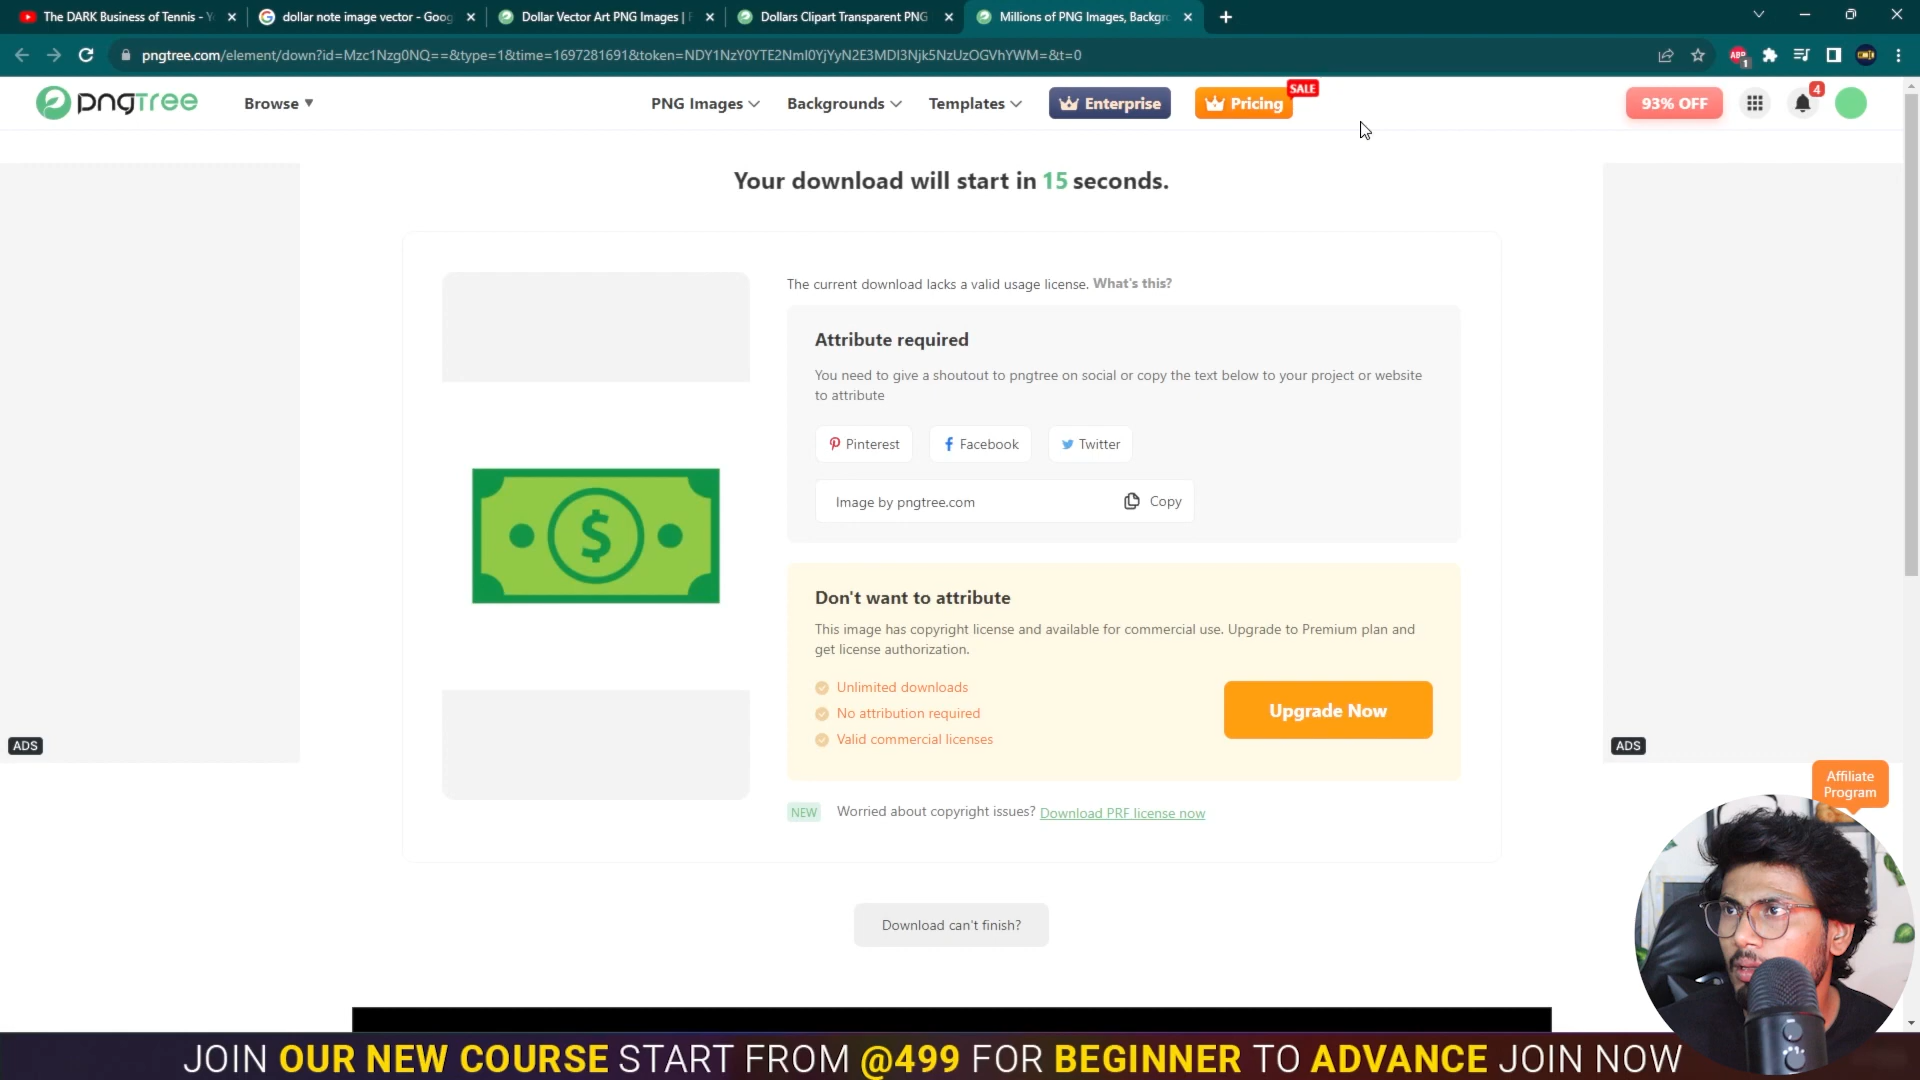 The DARK Business of Tennis - Y
dollar note image vector - Goog
Dollar Vector Art PNG Images |
Dollars Clipart Transparent PNG
Millions of PNG Images, Backgro
pngtree.com/element/down?id=Mzc1Nzg0NQ==&type=1&time=1697281691&token=NDY1NzY0YTE2NmI0YjYyN2E3MDI3Njk5NzUzOGVhYWM=&t=0
ABP
1
pngtree
Browse
PNG Images
Backgrounds
Templates
Enterprise
Pricing
SALE
93% OFF
4
Your download will start in 15 seconds.
The current download lacks a valid usage license. What's this?
Attribute required
You need to give a shoutout to pngtree on social or copy the text below to your project or website
to attribute
Pinterest
Facebook
Twitter
Image by pngtree.com
Copy
$
Don't want to attribute
This image has copyright license and available for commercial use. Upgrade to Premium plan and
get license authorization.
Unlimited downloads
No attribution required
Valid commercial licenses
Upgrade Now
ADS
ADS
Affiliate
Program
NEW
Worried about copyright issues? Download PRF license now
Download can't finish?
JOIN OUR NEW COURSE START FROM @499 FOR BEGINNER TO ADVANCE JOIN NOW